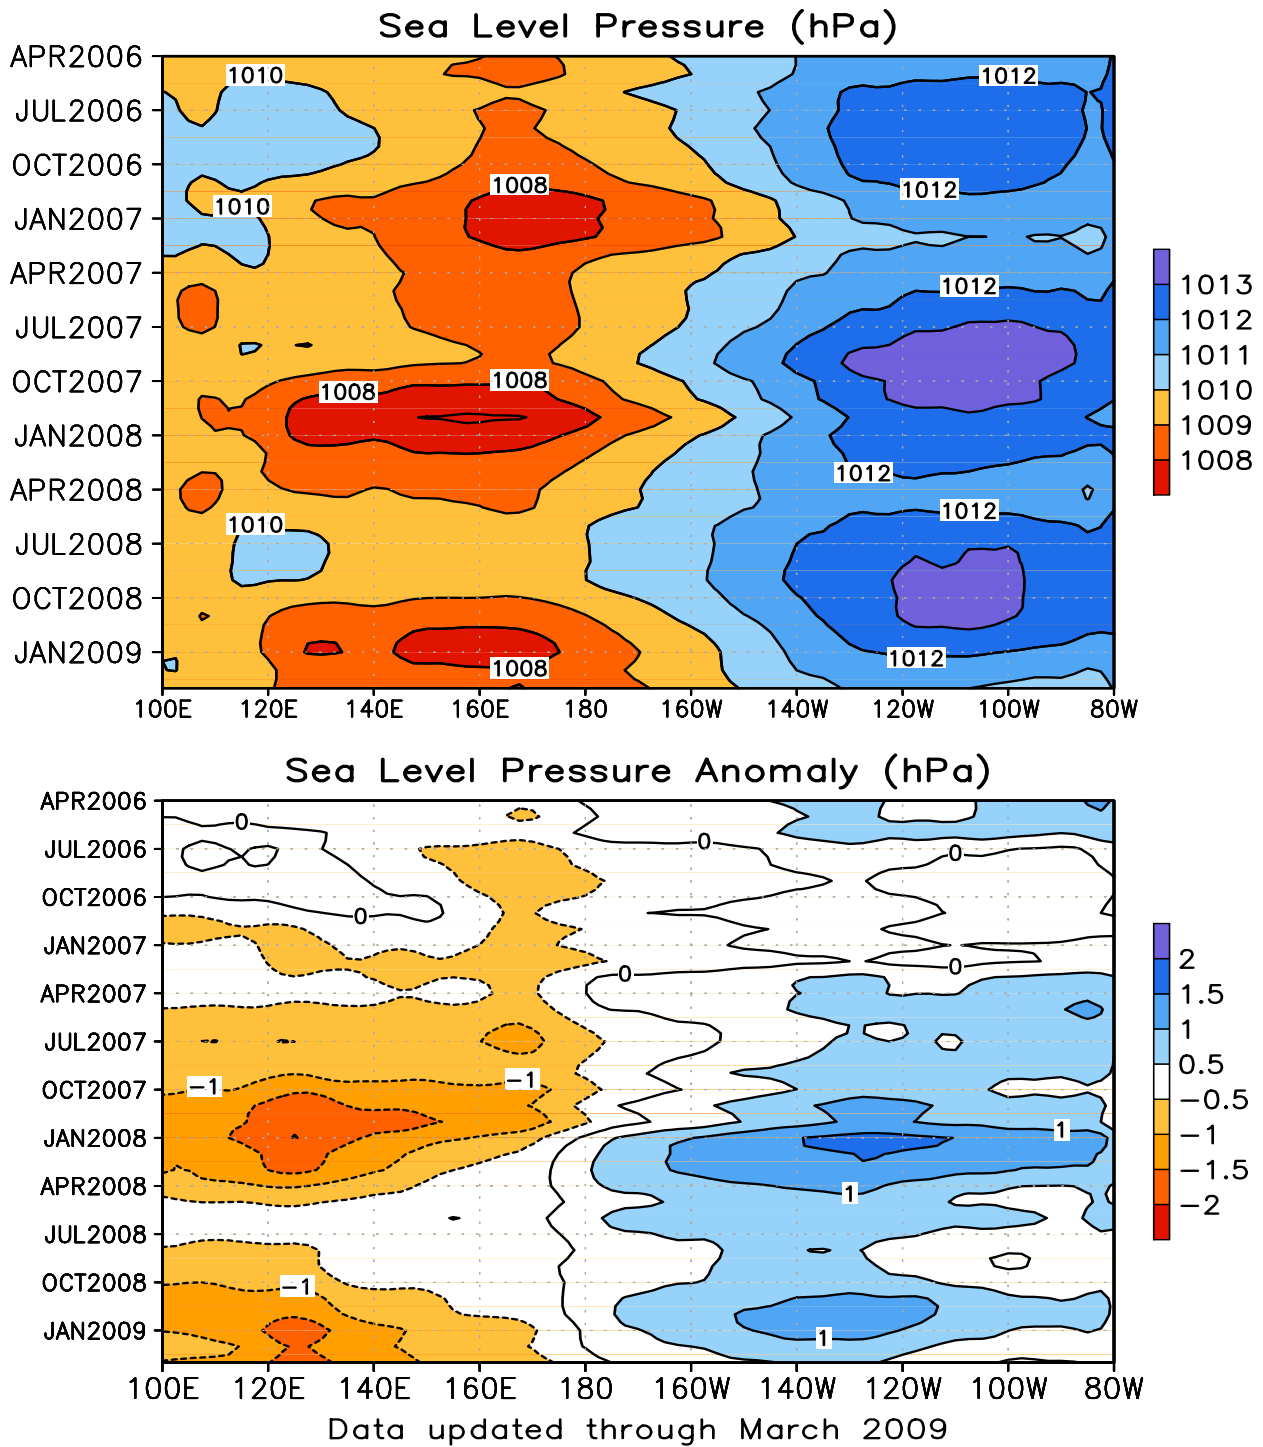 Sea Level Pressure (hPa)
APR2006
JUL2006
OCT2006
JAN2007
APR2007
JUL2007
OCT2007
JAN2008
APR2008
JUL2008
OCT2008
JAN2009
1010
1012
1008
1012
1010
1012
1008
1008
1012
1012
1010
1012
1008
100E 120E 140E 160E 180 160W 140W 120W 100W 80W
1013
1012
1011
1010
1009
1008
Sea Level Pressure Anomaly (hPa)
APR2006
JUL2006
OCT2006
JAN2007
APR2007
JUL2007
OCT2007
JAN2008
APR2008
JUL2008
OCT2008
JAN2009
0
0
0
0
0
0
-1
-1
1
1
-1
1
100E 120E 140E 160E 180 160W 140W 120W 100W 80W
2
1.5
1
0.5
-0.5
-1
-1.5
-2
Data updated through March 2009